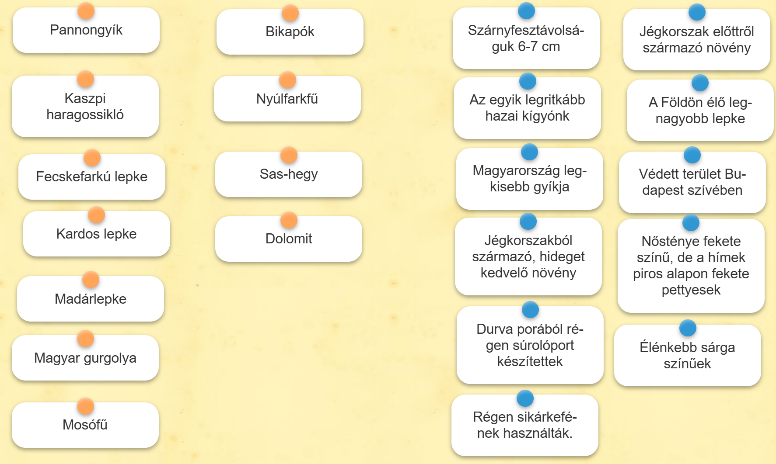 Pannongyík
Kaszpi
haragossikló
Fecskefarkú lepke
Kardos lepke
Madárlepke
Magyar gurgolya
Mosófű
Bikapók
Nyúlfarkfű
Sas-hegy
Dolomit
Szárnyfesztávolsá-
guk 6-7 cm
Az egyik legritkább
hazai kígyónk
Magyarország leg-
kisebb gyíkja
Jégkorszakból
származó, hideget
kedvelő növény
Durva porából ré-
gen súrolóport
készítettek
Régen sikárkefé-
nek használták.
Jégkorszak előttről
származó növény
A Földön élő leg-
nagyobb lepke
Védett terület Bu-
dapest szívében
Nősténye fekete
színű, de a hímek
piros alapon fekete
pettyesek
Élénkebb sárga
színűek